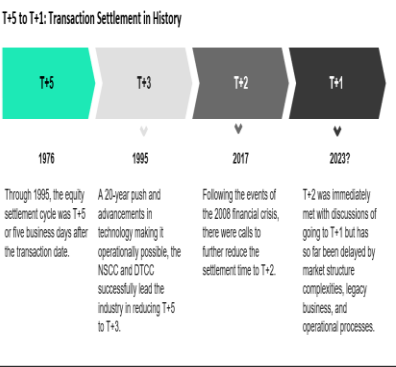 T+5 to T+1: Transaction Settlement in History
T+5
T+3
T+2
T+1
1976
1995
2017
2023?
Through 1995, the equity
settlement cycle was T+5
or five business days after
the transaction date.
A 20-year push and
advancements in
technology making it
operationally possible, the
NSCC and DTCC
successfully lead the
industry in reducing T+5
to T+3.
Following the events of
the 2008 financial crisis,
there were calls to
further reduce the
settlement time to T+2.
T+2 was immediately
met with discussions of
going to T+1 but has
so far been delayed by
market structure
complexities, legacy
business, and
operational processes.